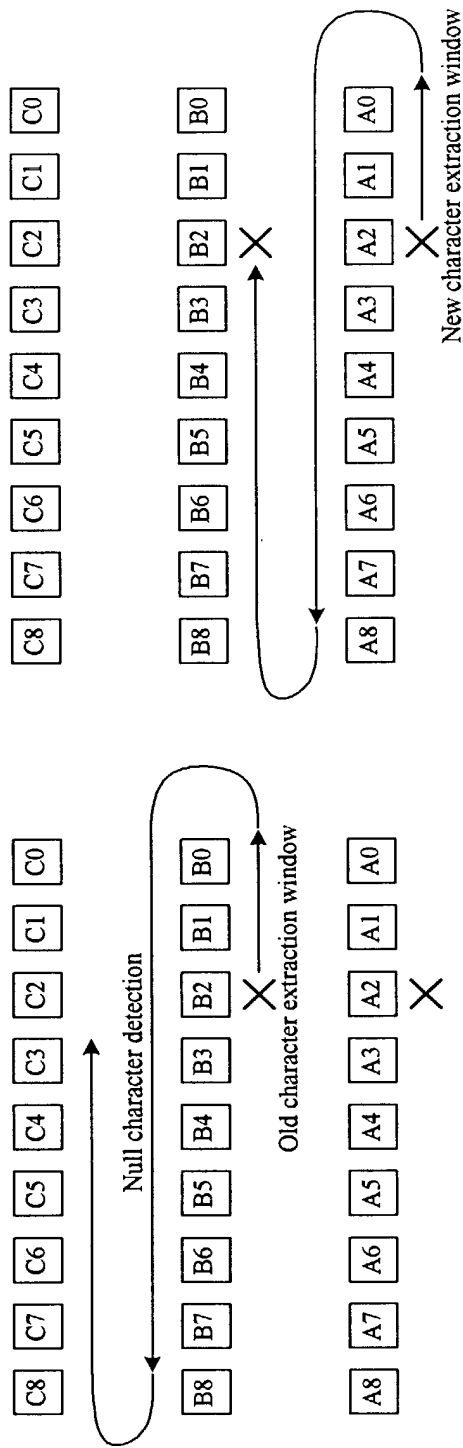 C8 C7 C6 C5 C4 C3 C2 C1 C0
Null character detection
B8 B7 B6 B5 B4 B3 B2 B1 B0
Old character extraction window
A8 A7 A6 A5 A4 A3 A2 A1 A0
C8 C7 C6 C5 C4 C3 C2 C1 C0
B8 B7 B6 B5 B4 B3 B2 B1 B0
A8 A7 A6 A5 A4 A3 A2 A1 A0
New character extraction window